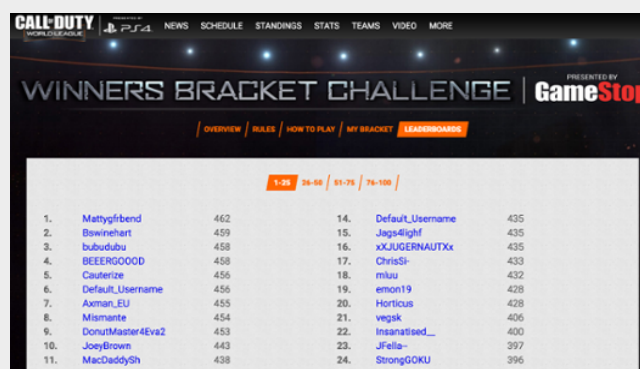 CALL OF DUTY
WORLD LEAGUE
PRESENTED BY
PS4
NEWS SCHEDULE STANDINGS STATS TEAMS VIDEO MORE
WINNERS BRACKET CHALLENGE
PRESENTED BY
GameStop
OVERVIEW RULES HOW TO PLAY MY BRACKET LEADERBOARDS
1-25 26-50 51-75 76-100
1. Mattygfrbend 462
2. Bswinehart 459
3. bubudubu 458
4. BEEERGOOOD 458
5. Cauterize 456
6. Default_Username 456
7. Axman_EU 455
8. Mismante 454
9. DonutMaster4Eva2 453
10. JoeyBrown 443
11. MacDaddySh 438
14. Default_Username 435
15. Jags4lighf 435
16. xXJUGERNAUTXx 435
17. ChrisSi- 433
18. mluu 432
19. emon19 428
20. Horticus 428
21. vegsk 406
22. Insanatised__ 400
23. JFella-- 397
24. StrongGOKU 396